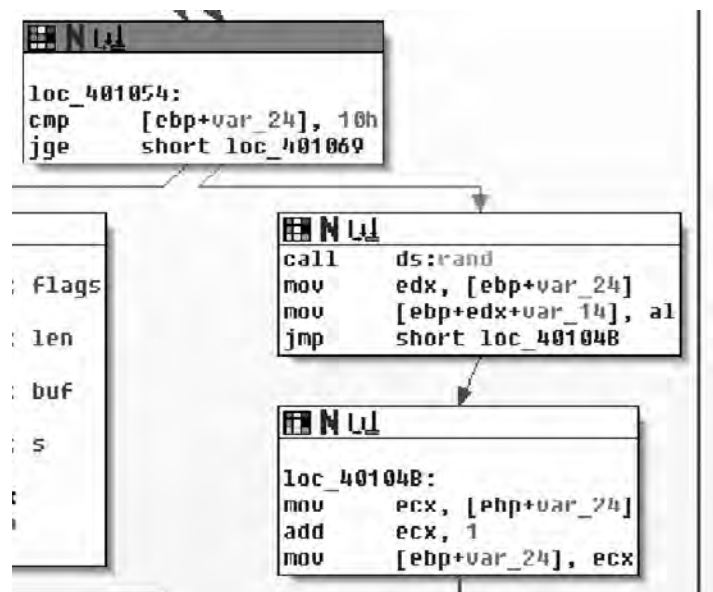 loc_401054:
cmp [ebp+var_24], 10h
jge short loc_401069
call ds:rand
mov edx, [ebp+var_24]
mov [ebp+edx+var_14], al
jmp short loc_40104B
flags
len
buf
s
loc_40104B:
mov ecx, [ebp+var_24]
add ecx, 1
mov [ebp+var_24], ecx